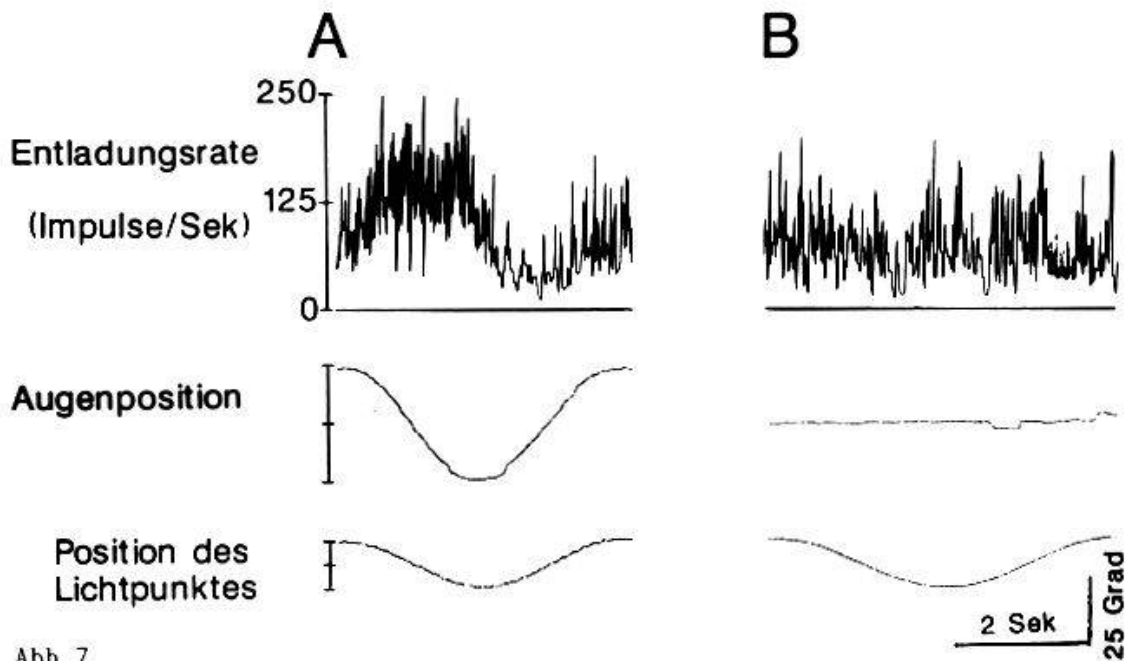 A
B
250
Entladungsrate
125
(Impulse/Sek)
0
Augenposition
Position des
Lichtpunktes
2 Sek
25 Grad
Abb 7